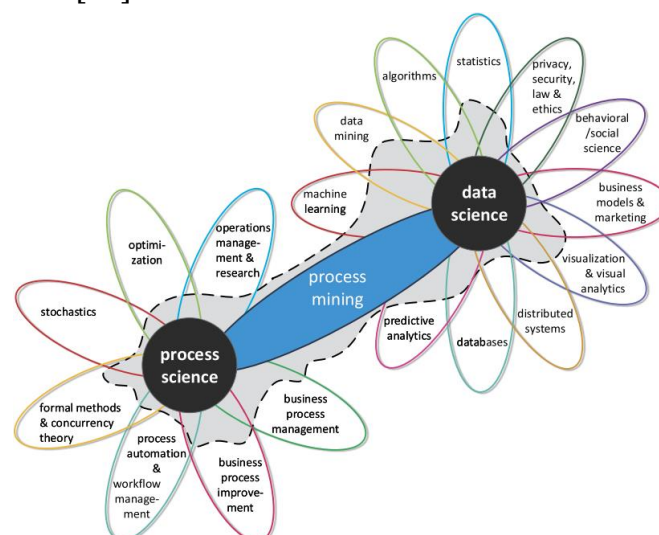 statistics
algorithms
privacy,
security,
law &
ethics
data
mining
behavioral
/social
science
machine
learning
data
science
business
models &
marketing
visualization
& visual
analytics
distributed
systems
databases
predictive
analytics
process
mining
operations
manage-
ment &
research
optimi-
zation
stochastics
process
science
formal methods
& concurrency
theory
process
automation
&
workflow
manage-
ment
business
process
improve-
ment
business
process
management